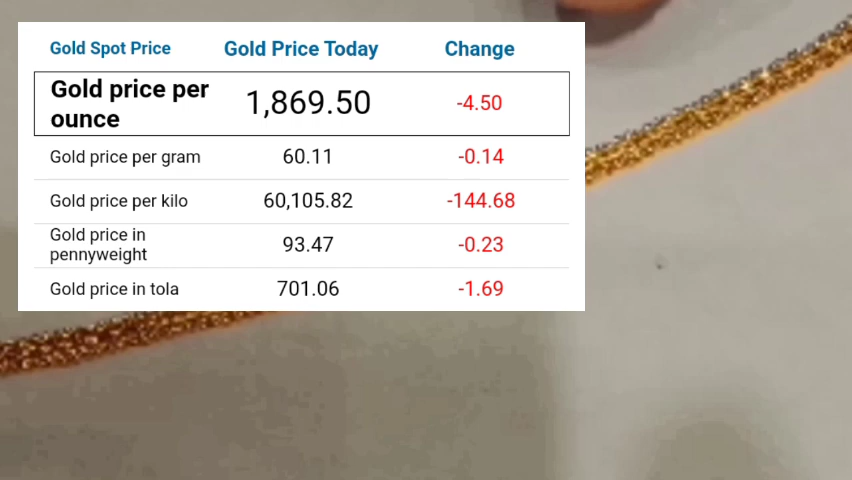 Gold Spot Price Gold Price Today Change
Gold price per ounce 1,869.50 -4.50
Gold price per gram 60.11 -0.14
Gold price per kilo 60,105.82 -144.68
Gold price in pennyweight 93.47 -0.23
Gold price in tola 701.06 -1.69